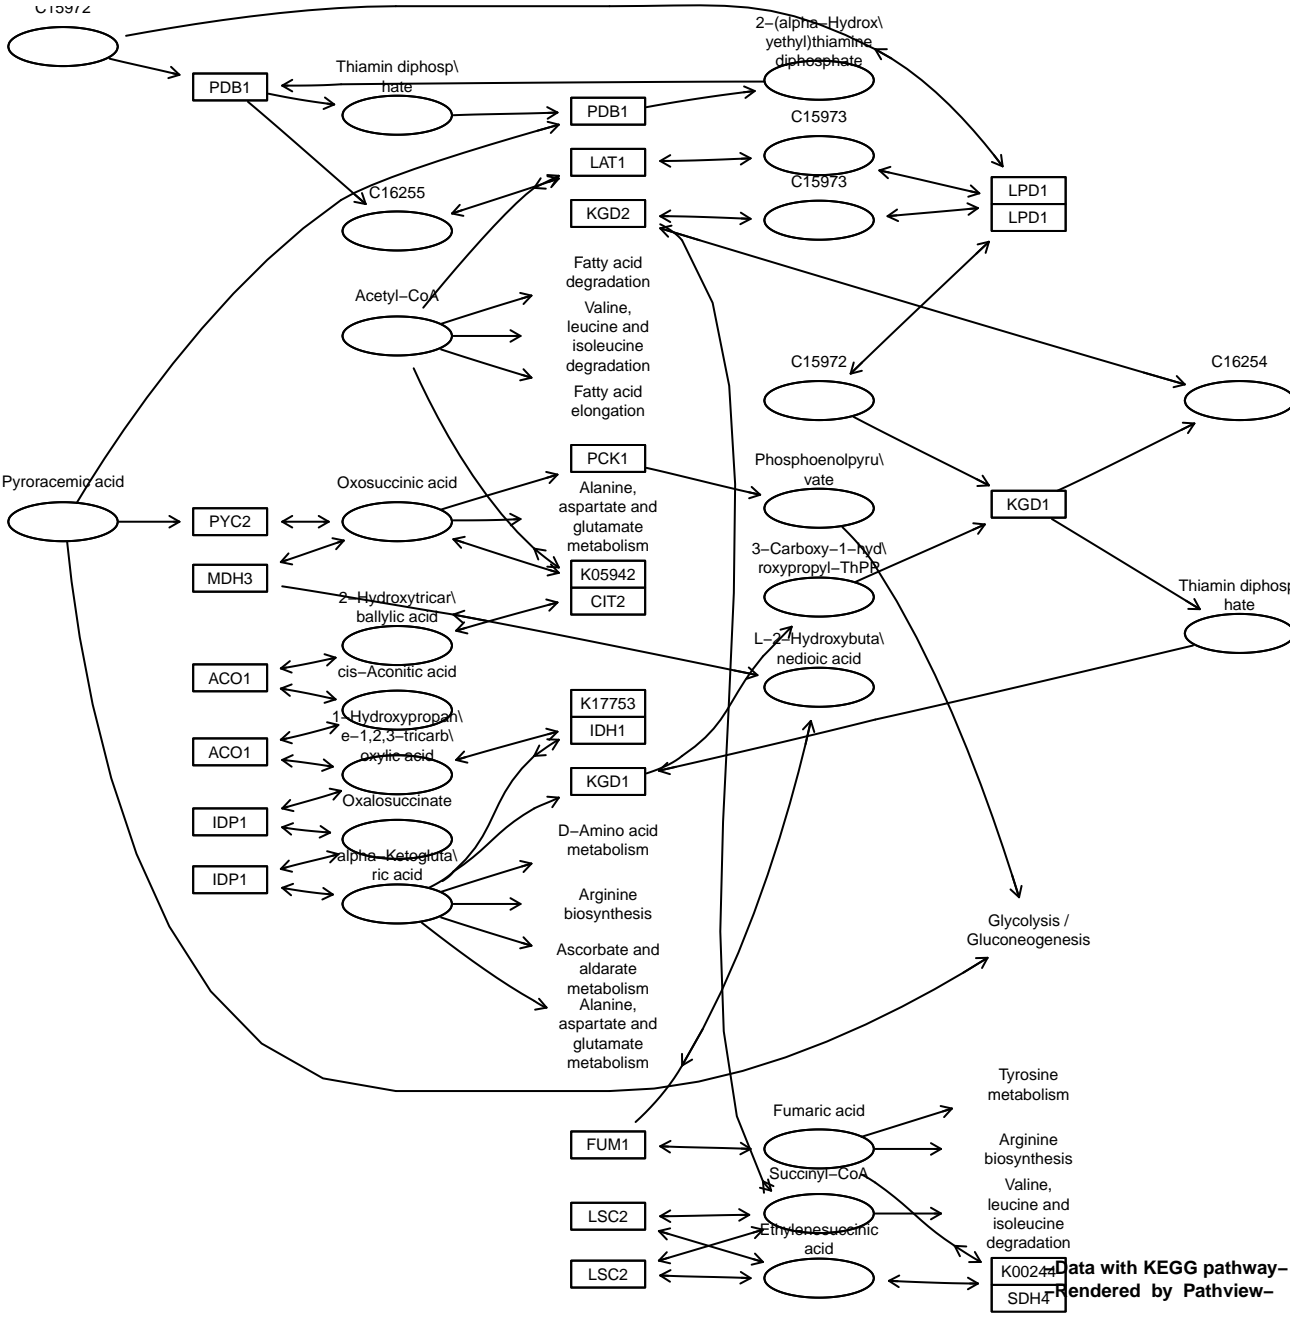 C15972
2−(alpha−Hydrox\
yethyl)thiamine
diphosphate
Thiamin diphosp\
hate
PDB1
PDB1
C15973
LAT1
C15973
LPD1
LPD1
C16255
KGD2
Fatty acid
degradation
Acetyl−CoA
Valine,
leucine and
isoleucine
degradation
C15972
C16254
Fatty acid
elongation
PCK1
Phosphoenolpyru\
vate
Pyroracemic acid
Oxosuccinic acid
Alanine,
aspartate and
glutamate
metabolism
KGD1
PYC2
3−Carboxy−1−hyd\
roxypropyl−ThPP
MDH3
K05942
CIT2
Thiamin diphosp
hate
2−Hydroxytricar\
ballylic acid
L−2−Hydroxybuta\
nedioic acid
cis−Aconitic acid
ACO1
K17753
IDH1
1−Hydroxypropan\
e−1,2,3−tricarb\
oxylic acid
ACO1
KGD1
Oxalosuccinate
IDP1
D−Amino acid
metabolism
alpha−Ketogluta\
ric acid
IDP1
Arginine
biosynthesis
Glycolysis /
Gluconeogenesis
Ascorbate and
aldarate
metabolism
Alanine,
aspartate and
glutamate
metabolism
Tyrosine
metabolism
Fumaric acid
FUM1
Arginine
biosynthesis
Succinyl−CoA
Valine,
leucine and
isoleucine
degradation
LSC2
Ethylenesuccinic
acid
LSC2
K00244
SDH4
−Data with KEGG pathway−
−Rendered by Pathview−